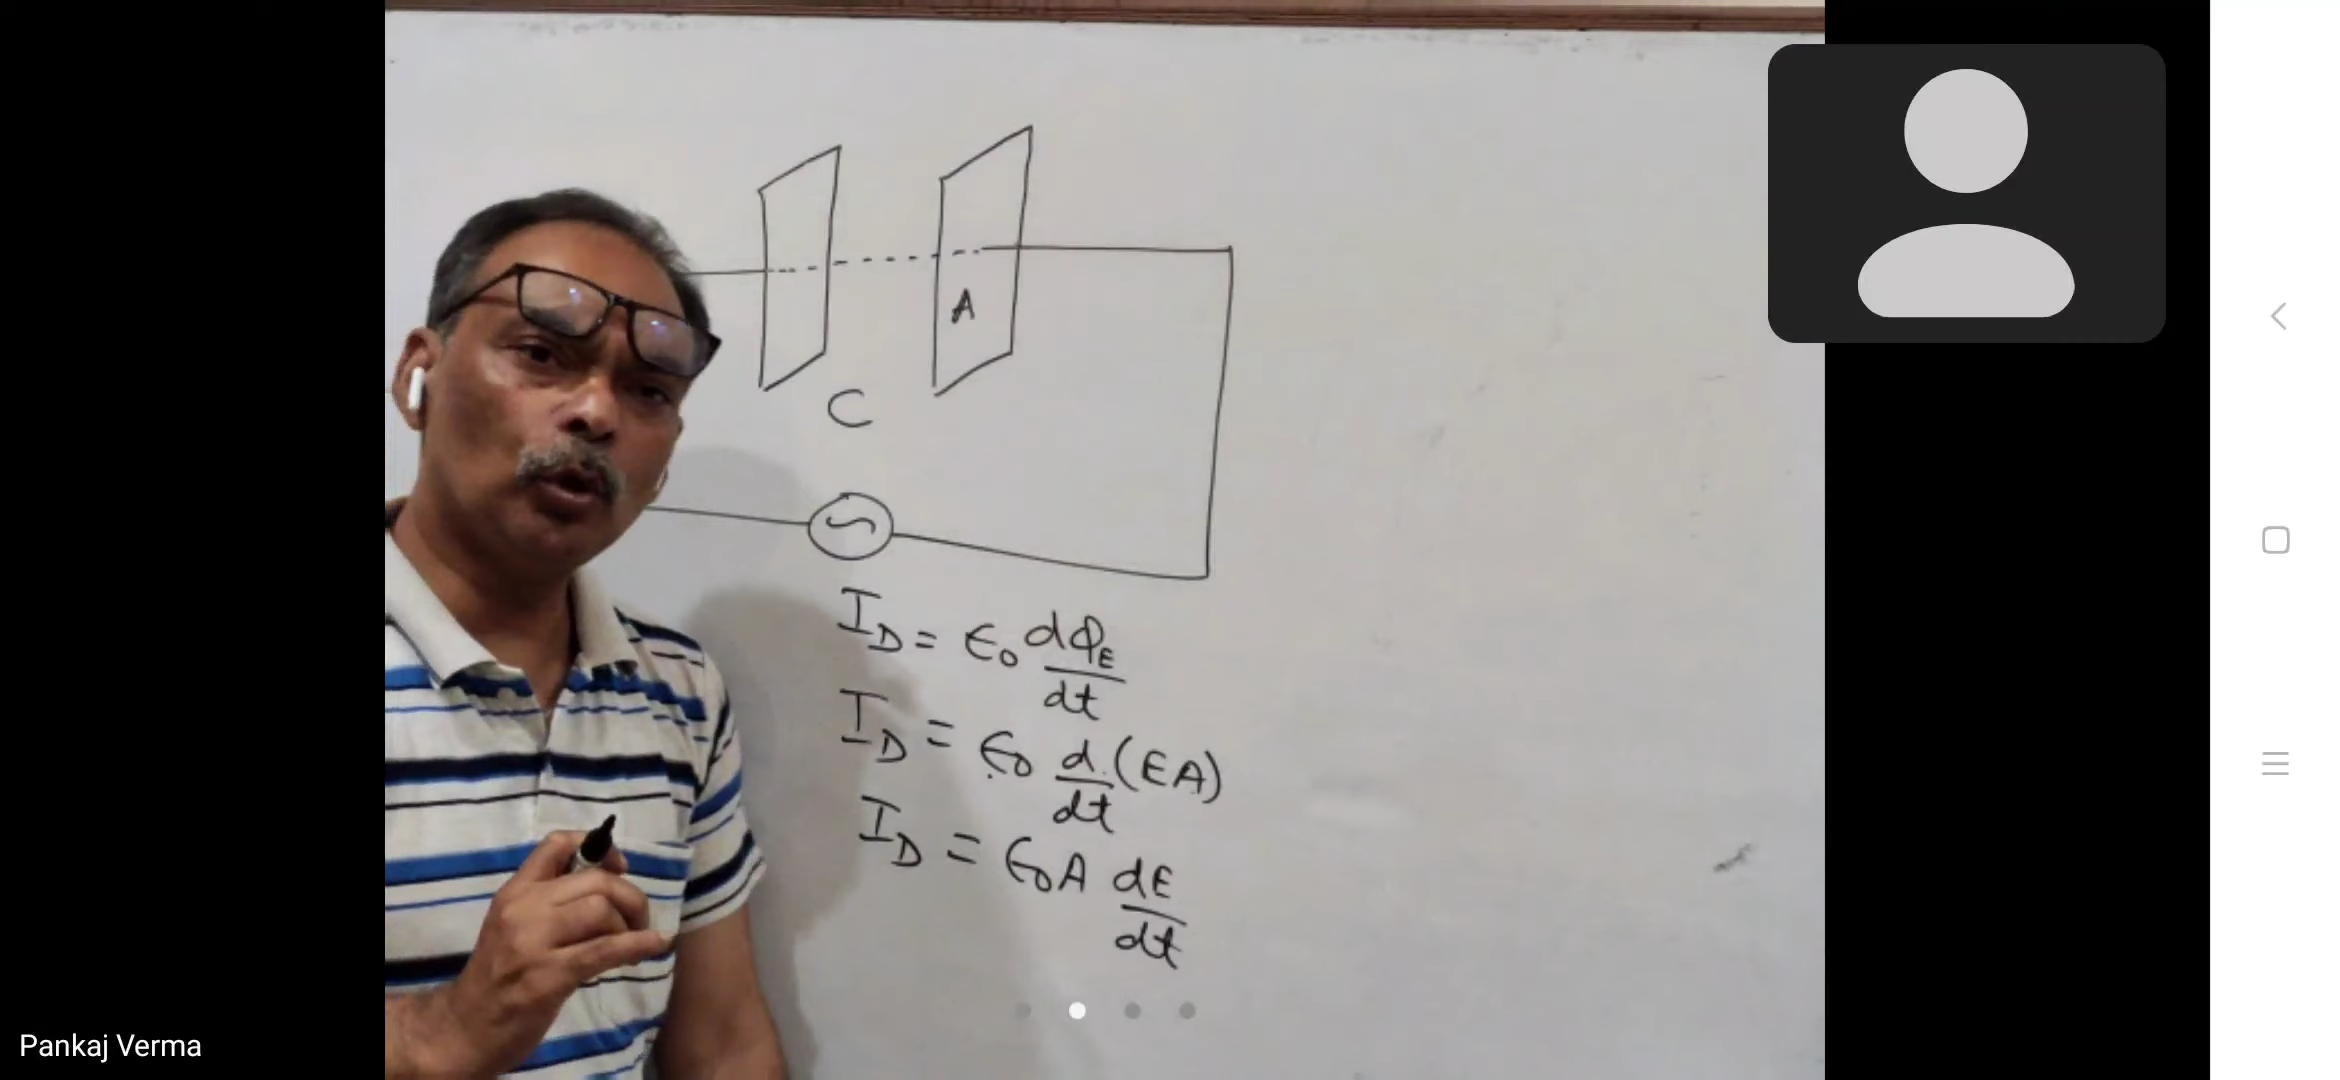 A
C
I_D = ϵ₀ dΦ_E/dt
I_D = ϵ₀ d/dt (EA)
I_D = ϵ₀A dE/dt
Pankaj Verma